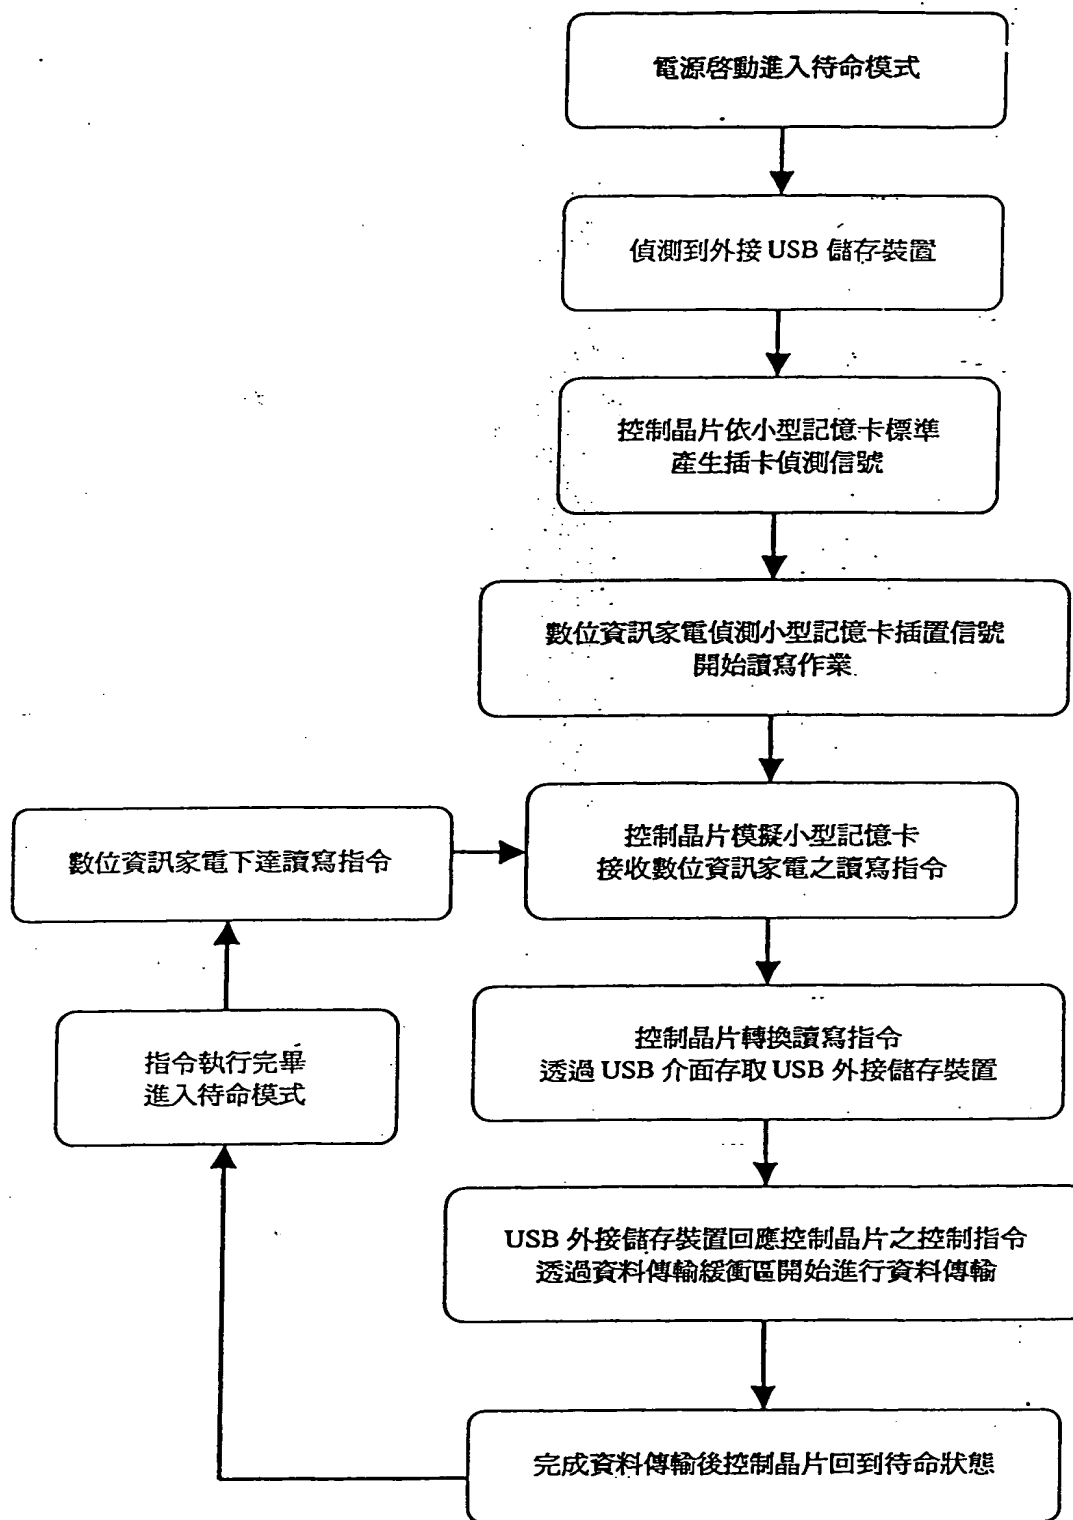 電源啓動進入待命模式
偵測到外接 USB 儲存裝置
控制晶片依小型記憶卡標準
產生插卡偵測信號
數位資訊家電偵測小型記憶卡插置信號
開始讀寫作業
控制晶片模擬小型記憶卡
接收數位資訊家電之讀寫指令
數位資訊家電下達讀寫指令
控制晶片轉換讀寫指令
透過 USB 介面存取 USB 外接儲存裝置
指令執行完畢
進入待命模式
USB 外接儲存裝置回應控制晶片之控制指令
透過資料傳輸緩衝區開始進行資料傳輸
完成資料傳輸後控制晶片回到待命狀態